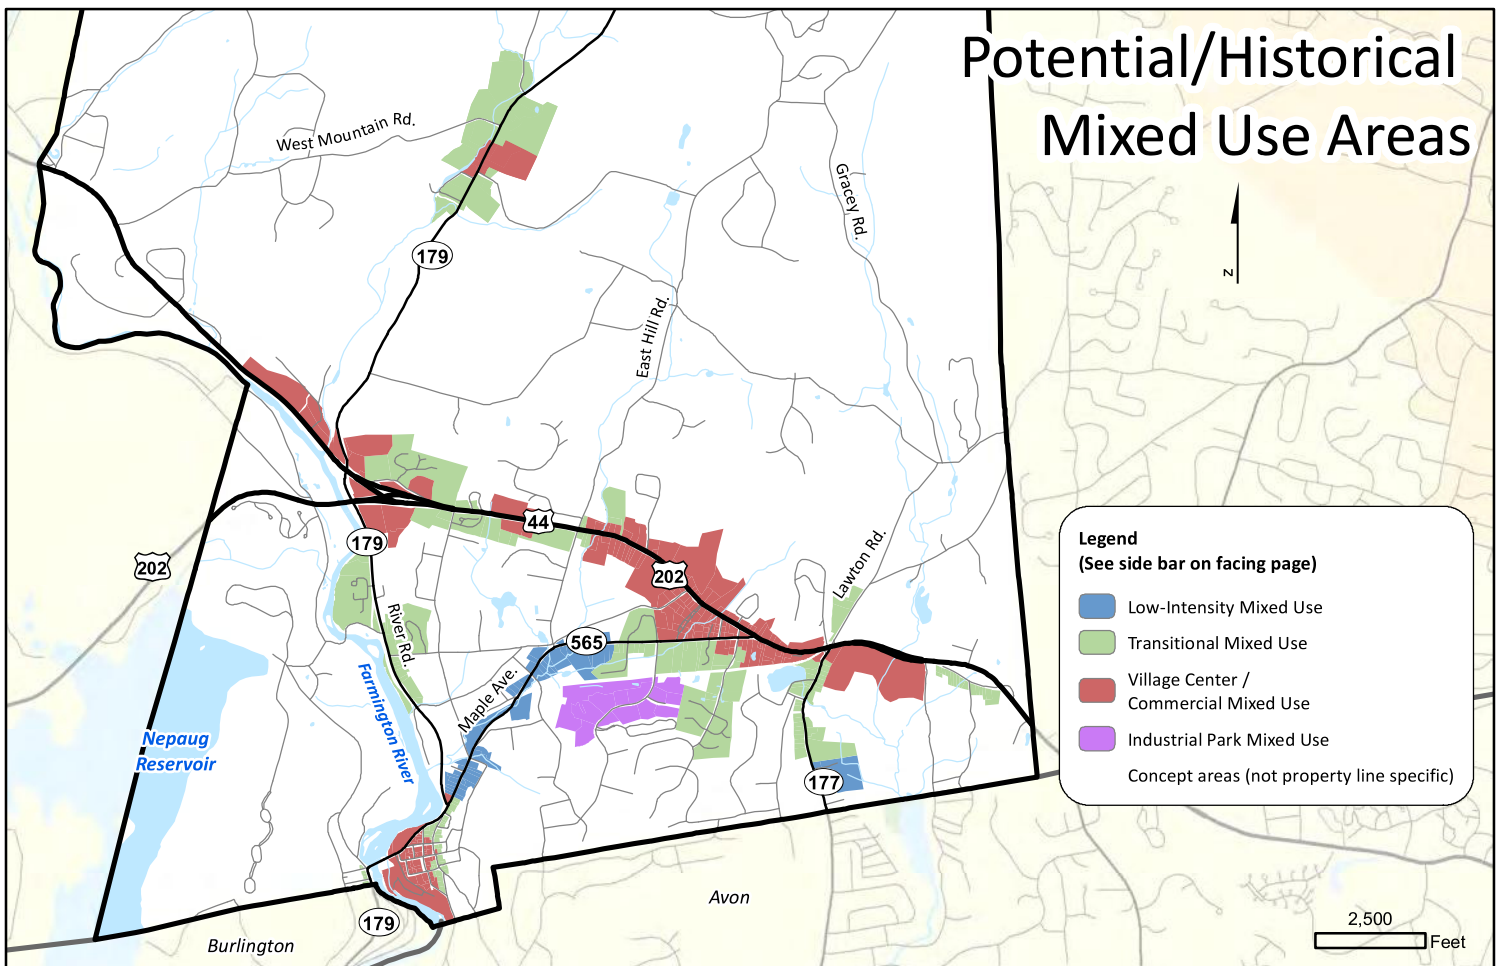 Potential/Historical
Mixed Use Areas
West Mountain Rd.
Gracey Rd.
N
179
East Hill Rd.
44
179
202
202
Lawton Rd.
River Rd.
565
Maple Ave.
Farmington River
Nepaug
Reservoir
177
179
Burlington
Avon
Legend
(See side bar on facing page)
Low-Intensity Mixed Use
Transitional Mixed Use
Village Center /
Commercial Mixed Use
Industrial Park Mixed Use
Concept areas (not property line specific)
2,500
Feet